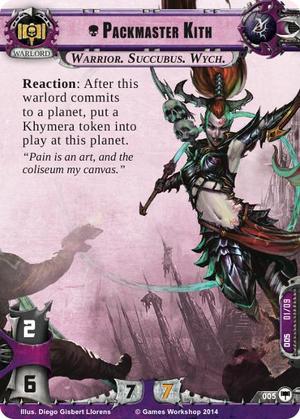 Packmaster Kith
WARLORD
Warrior. Succubus. Wych.
Reaction: After this
warlord commits
to a planet, put a
Khymera token into
play at this planet.
“Pain is an art, and the
coliseum my canvas.”
2
6
7
7
005 01/09
005
Illus. Diego Gisbert Llorens
© Games Workshop 2014